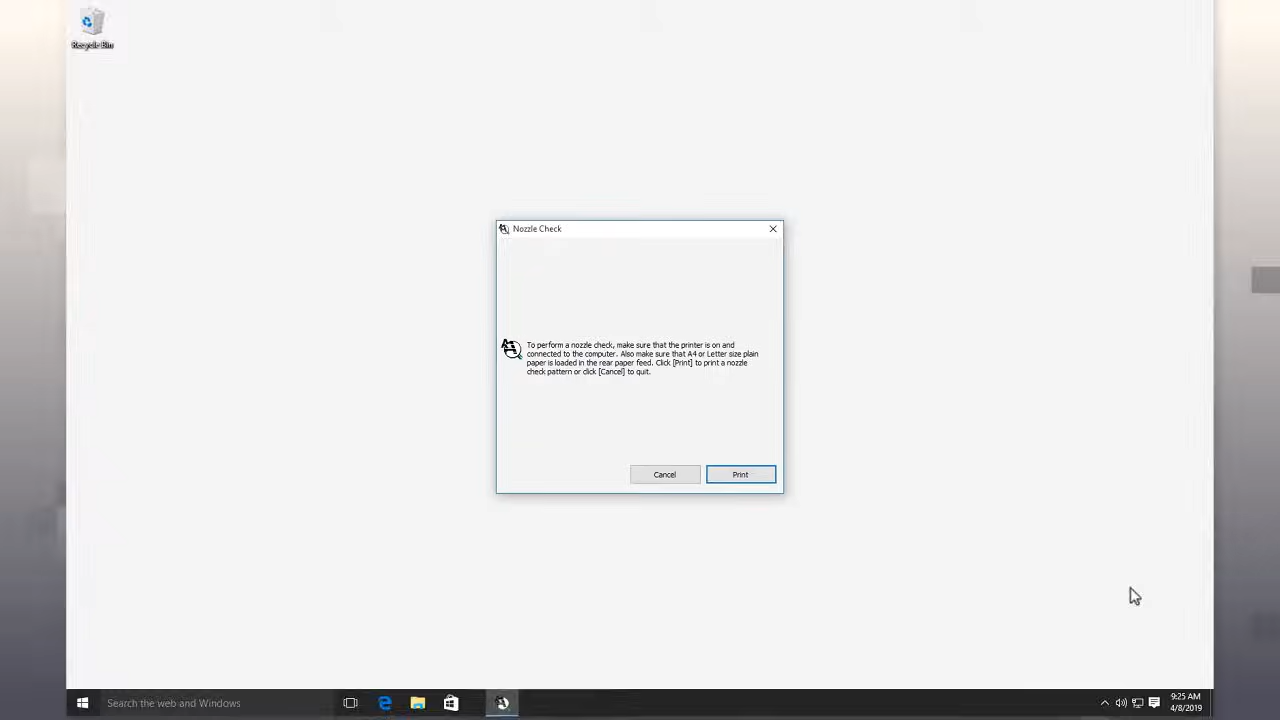 Recycle Bin
Nozzle Check
To perform a nozzle check, make sure that the printer is on and
connected to the computer. Also make sure that A4 or Letter size plain
paper is loaded in the rear paper feed. Click [Print] to print a nozzle
check pattern or click [Cancel] to quit.
Cancel
Print
Search the web and Windows
9:25 AM
4/8/2019